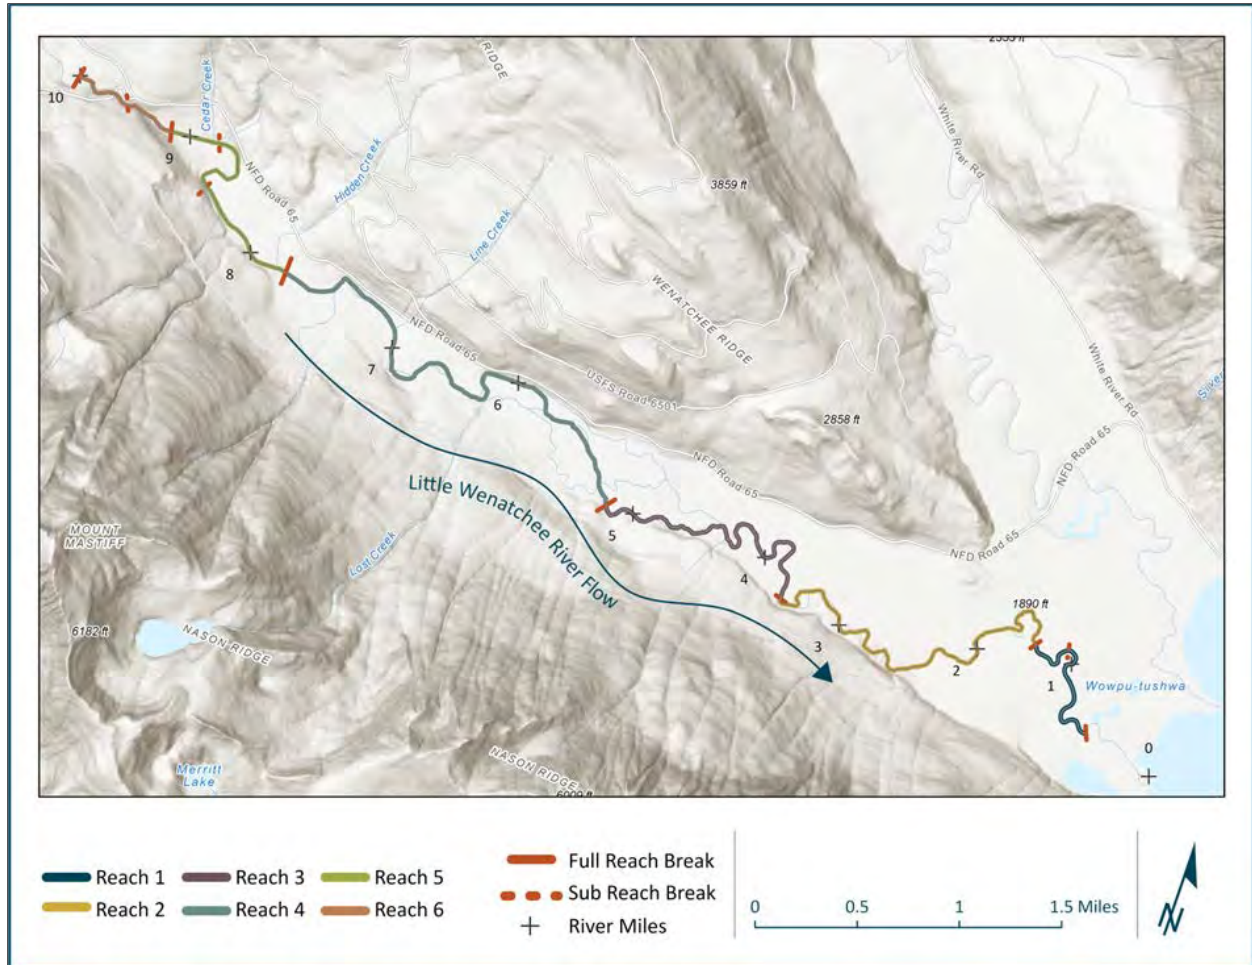 2555 ft
RIDGE
10
Cedar Creek
White River Rd
9
Hidden Creek
3859 ft
NFD Road 65
Line Creek
8
WENATCHEE RIDGE
NFD Road 65
White River Rd
7
6
USFS Road 6501
Silver
2858 ft
NFD Road 65
NFD Road 65
Little Wenatchee River Flow
5
MOUNT
MASTIFF
NFD Road 65
Lost Creek
4
1890 ft
6182 ft
NASON RIDGE
3
2
1
Wowpu-tushwa
0
NASON RIDGE
Merritt
Lake
6009 ft
Reach 1
Reach 3
Reach 5
Full Reach Break
Reach 2
Reach 4
Reach 6
Sub Reach Break
River Miles
0
0.5
1
1.5 Miles
N